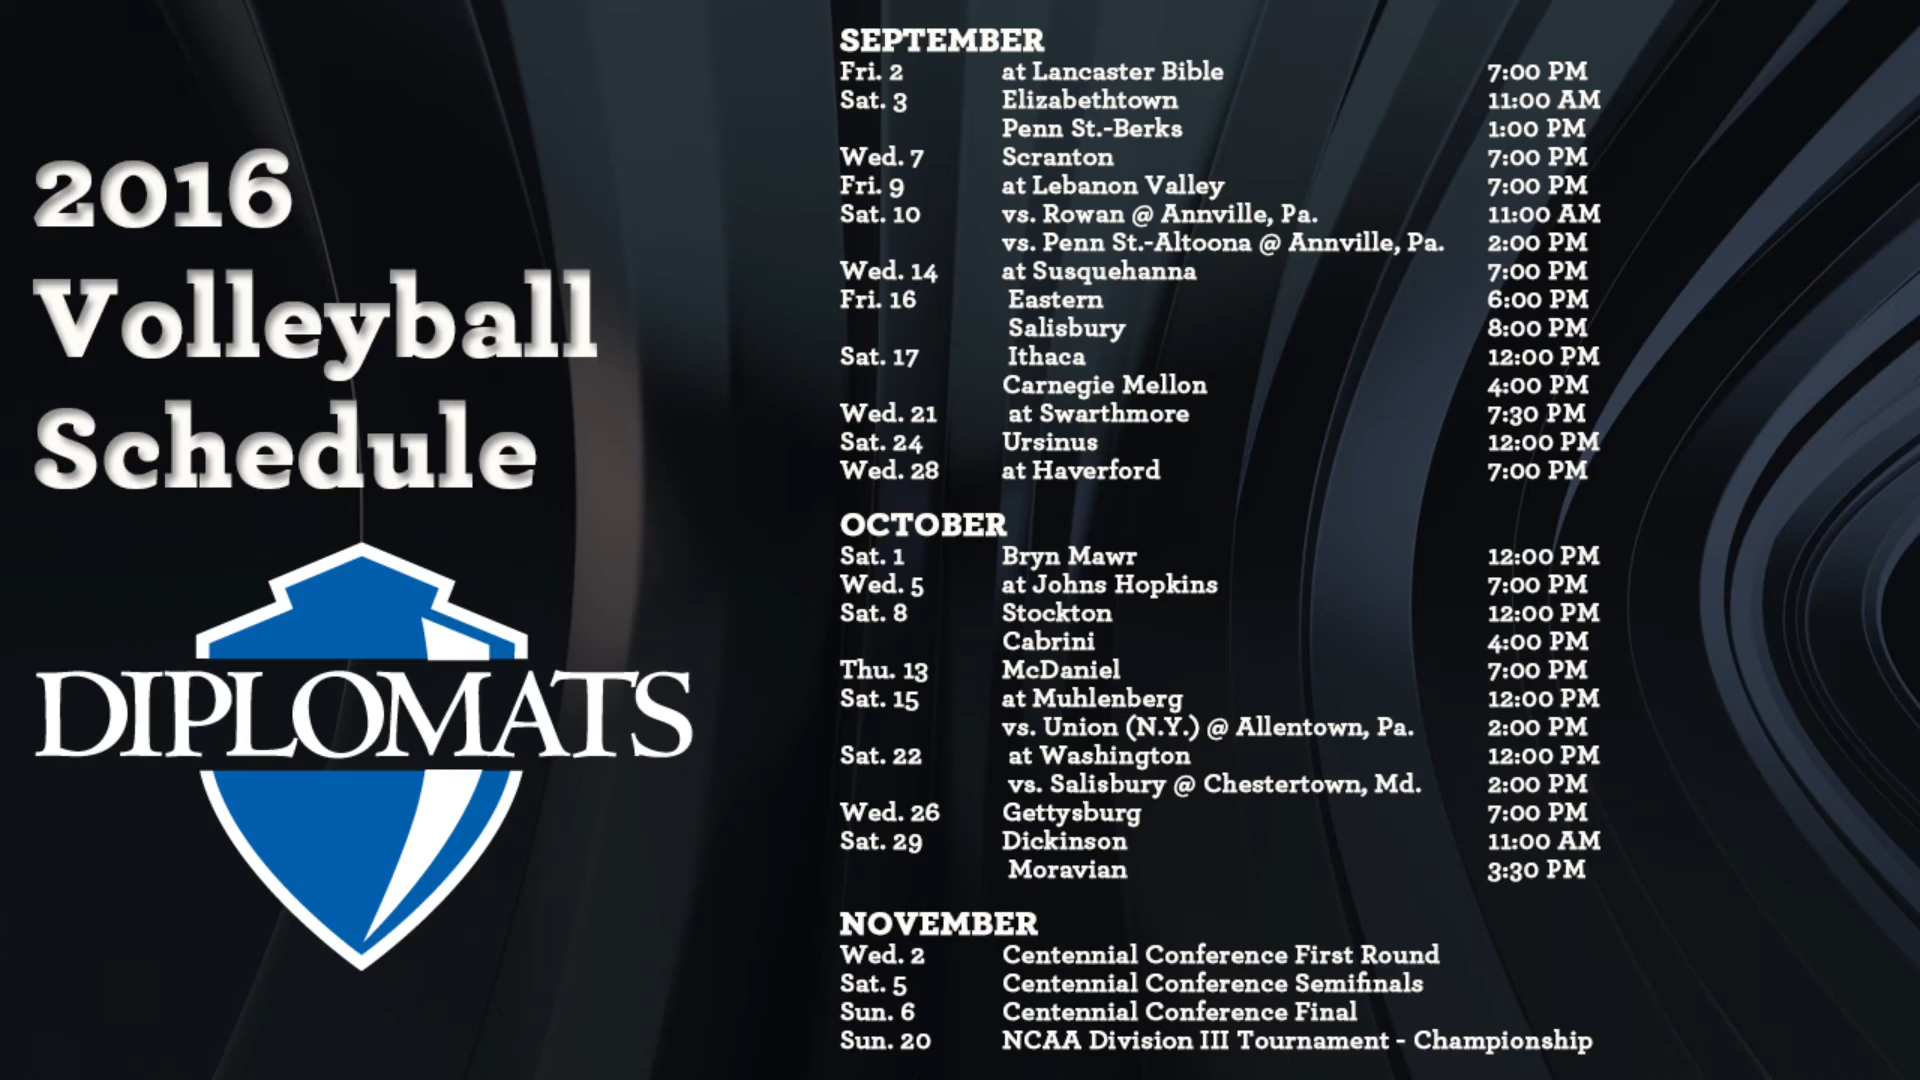 2016
Volleyball
Schedule
DIPLOMATS
SEPTEMBER
Fri. 2 at Lancaster Bible 7:00 PM
Sat. 3 Elizabethtown 11:00 AM
Penn St.-Berks 1:00 PM
Wed. 7 Scranton 7:00 PM
Fri. 9 at Lebanon Valley 7:00 PM
Sat. 10 vs. Rowan @ Annville, Pa. 11:00 AM
vs. Penn St.-Altoona @ Annville, Pa. 2:00 PM
Wed. 14 at Susquehanna 7:00 PM
Fri. 16 Eastern 6:00 PM
Salisbury 8:00 PM
Sat. 17 Ithaca 12:00 PM
Carnegie Mellon 4:00 PM
Wed. 21 at Swarthmore 7:30 PM
Sat. 24 Ursinus 12:00 PM
Wed. 28 at Haverford 7:00 PM
OCTOBER
Sat. 1 Bryn Mawr 12:00 PM
Wed. 5 at Johns Hopkins 7:00 PM
Sat. 8 Stockton 12:00 PM
Cabrini 4:00 PM
Thu. 13 McDaniel 7:00 PM
Sat. 15 at Muhlenberg 12:00 PM
vs. Union (N.Y.) @ Allentown, Pa. 2:00 PM
Sat. 22 at Washington 12:00 PM
vs. Salisbury @ Chestertown, Md. 2:00 PM
Wed. 26 Gettysburg 7:00 PM
Sat. 29 Dickinson 11:00 AM
Moravian 3:30 PM
NOVEMBER
Wed. 2 Centennial Conference First Round
Sat. 5 Centennial Conference Semifinals
Sun. 6 Centennial Conference Final
Sun. 20 NCAA Division III Tournament - Championship